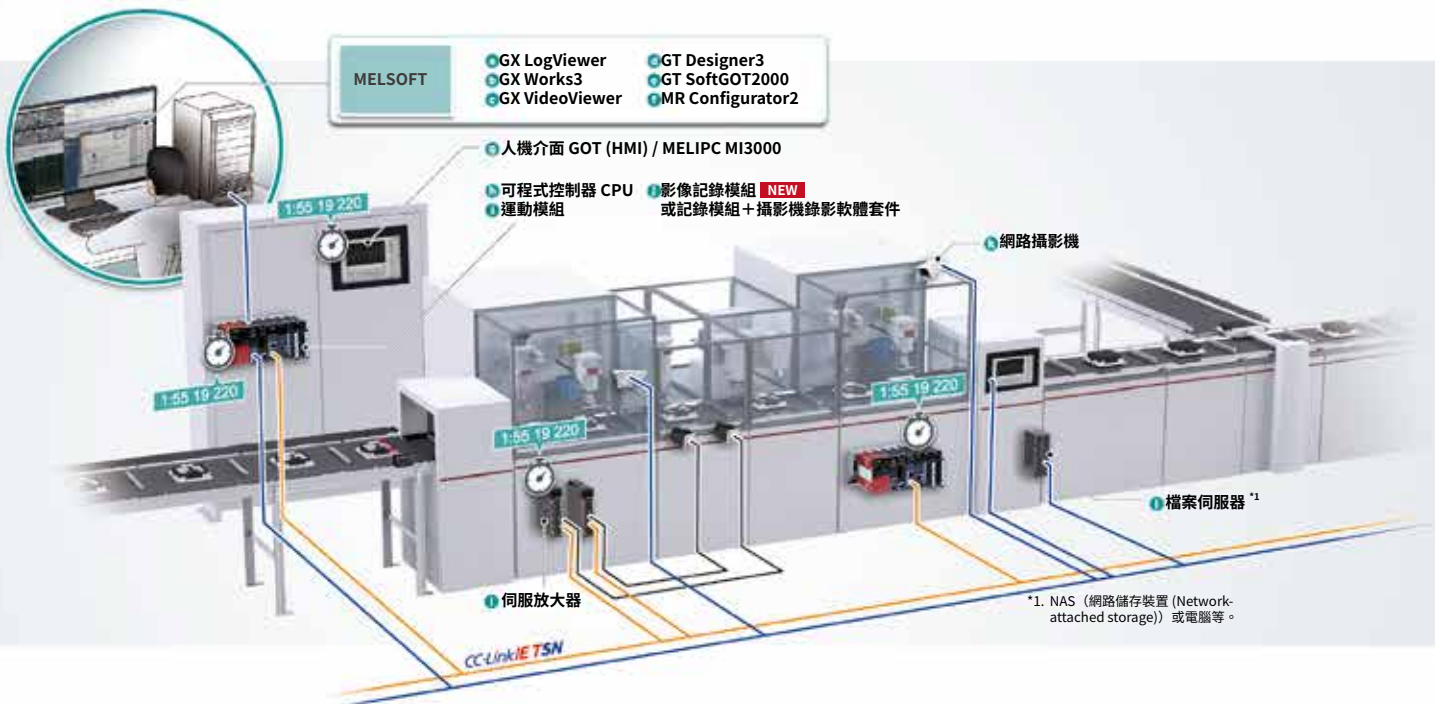 MELSOFT
a GX LogViewer
b GX Works3
c GX VideoViewer
d GT Designer3
e GT SoftGOT2000
f MR Configurator2
g 人機介面 GOT (HMI) / MELIPC MI3000
h 可程式控制器 CPU
i 運動模組
影像記錄模組 NEW
或記錄模組＋攝影機錄影軟體套件
k 網路攝影機
1:55 19 220
1:55 19 220
1:55 19 220
1:55 19 220
檔案伺服器 *1
伺服放大器
*1. NAS（網路儲存裝置 (Network-
attached storage)）或電腦等。
CC-Link IE TSN